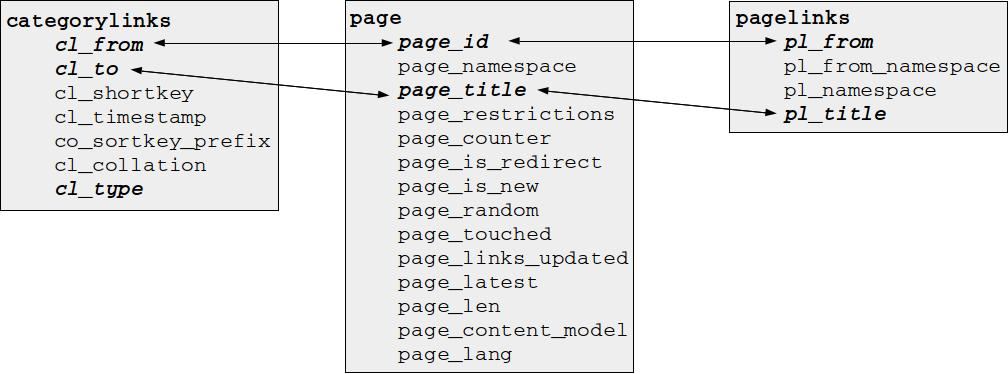 categorylinks
cl_from
cl_to
cl_shortkey
cl_timestamp
co_sortkey_prefix
cl_collation
cl_type
page
page_id
page_namespace
page_title
page_restrictions
page_counter
page_is_redirect
page_is_new
page_random
page_touched
page_links_updated
page_latest
page_len
page_content_model
page_lang
pagelinks
pl_from
pl_from_namespace
pl_namespace
pl_title